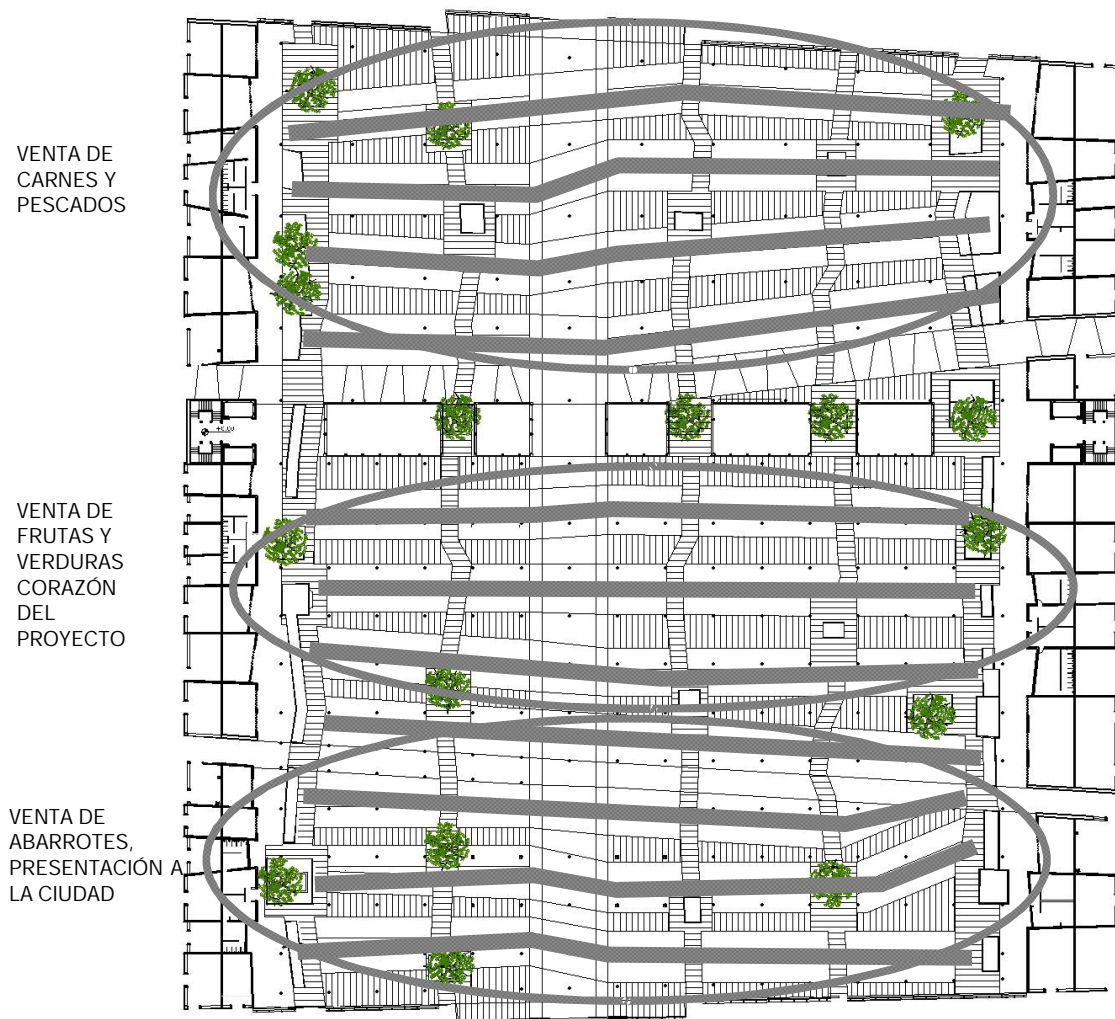 VENTA DE
CARNES Y
PESCADOS
VENTA DE
FRUTAS Y
VERDURAS
CORAZÓN
DEL
PROYECTO
VENTA DE
ABARROTES,
PRESENTACIÓN A
LA CIUDAD